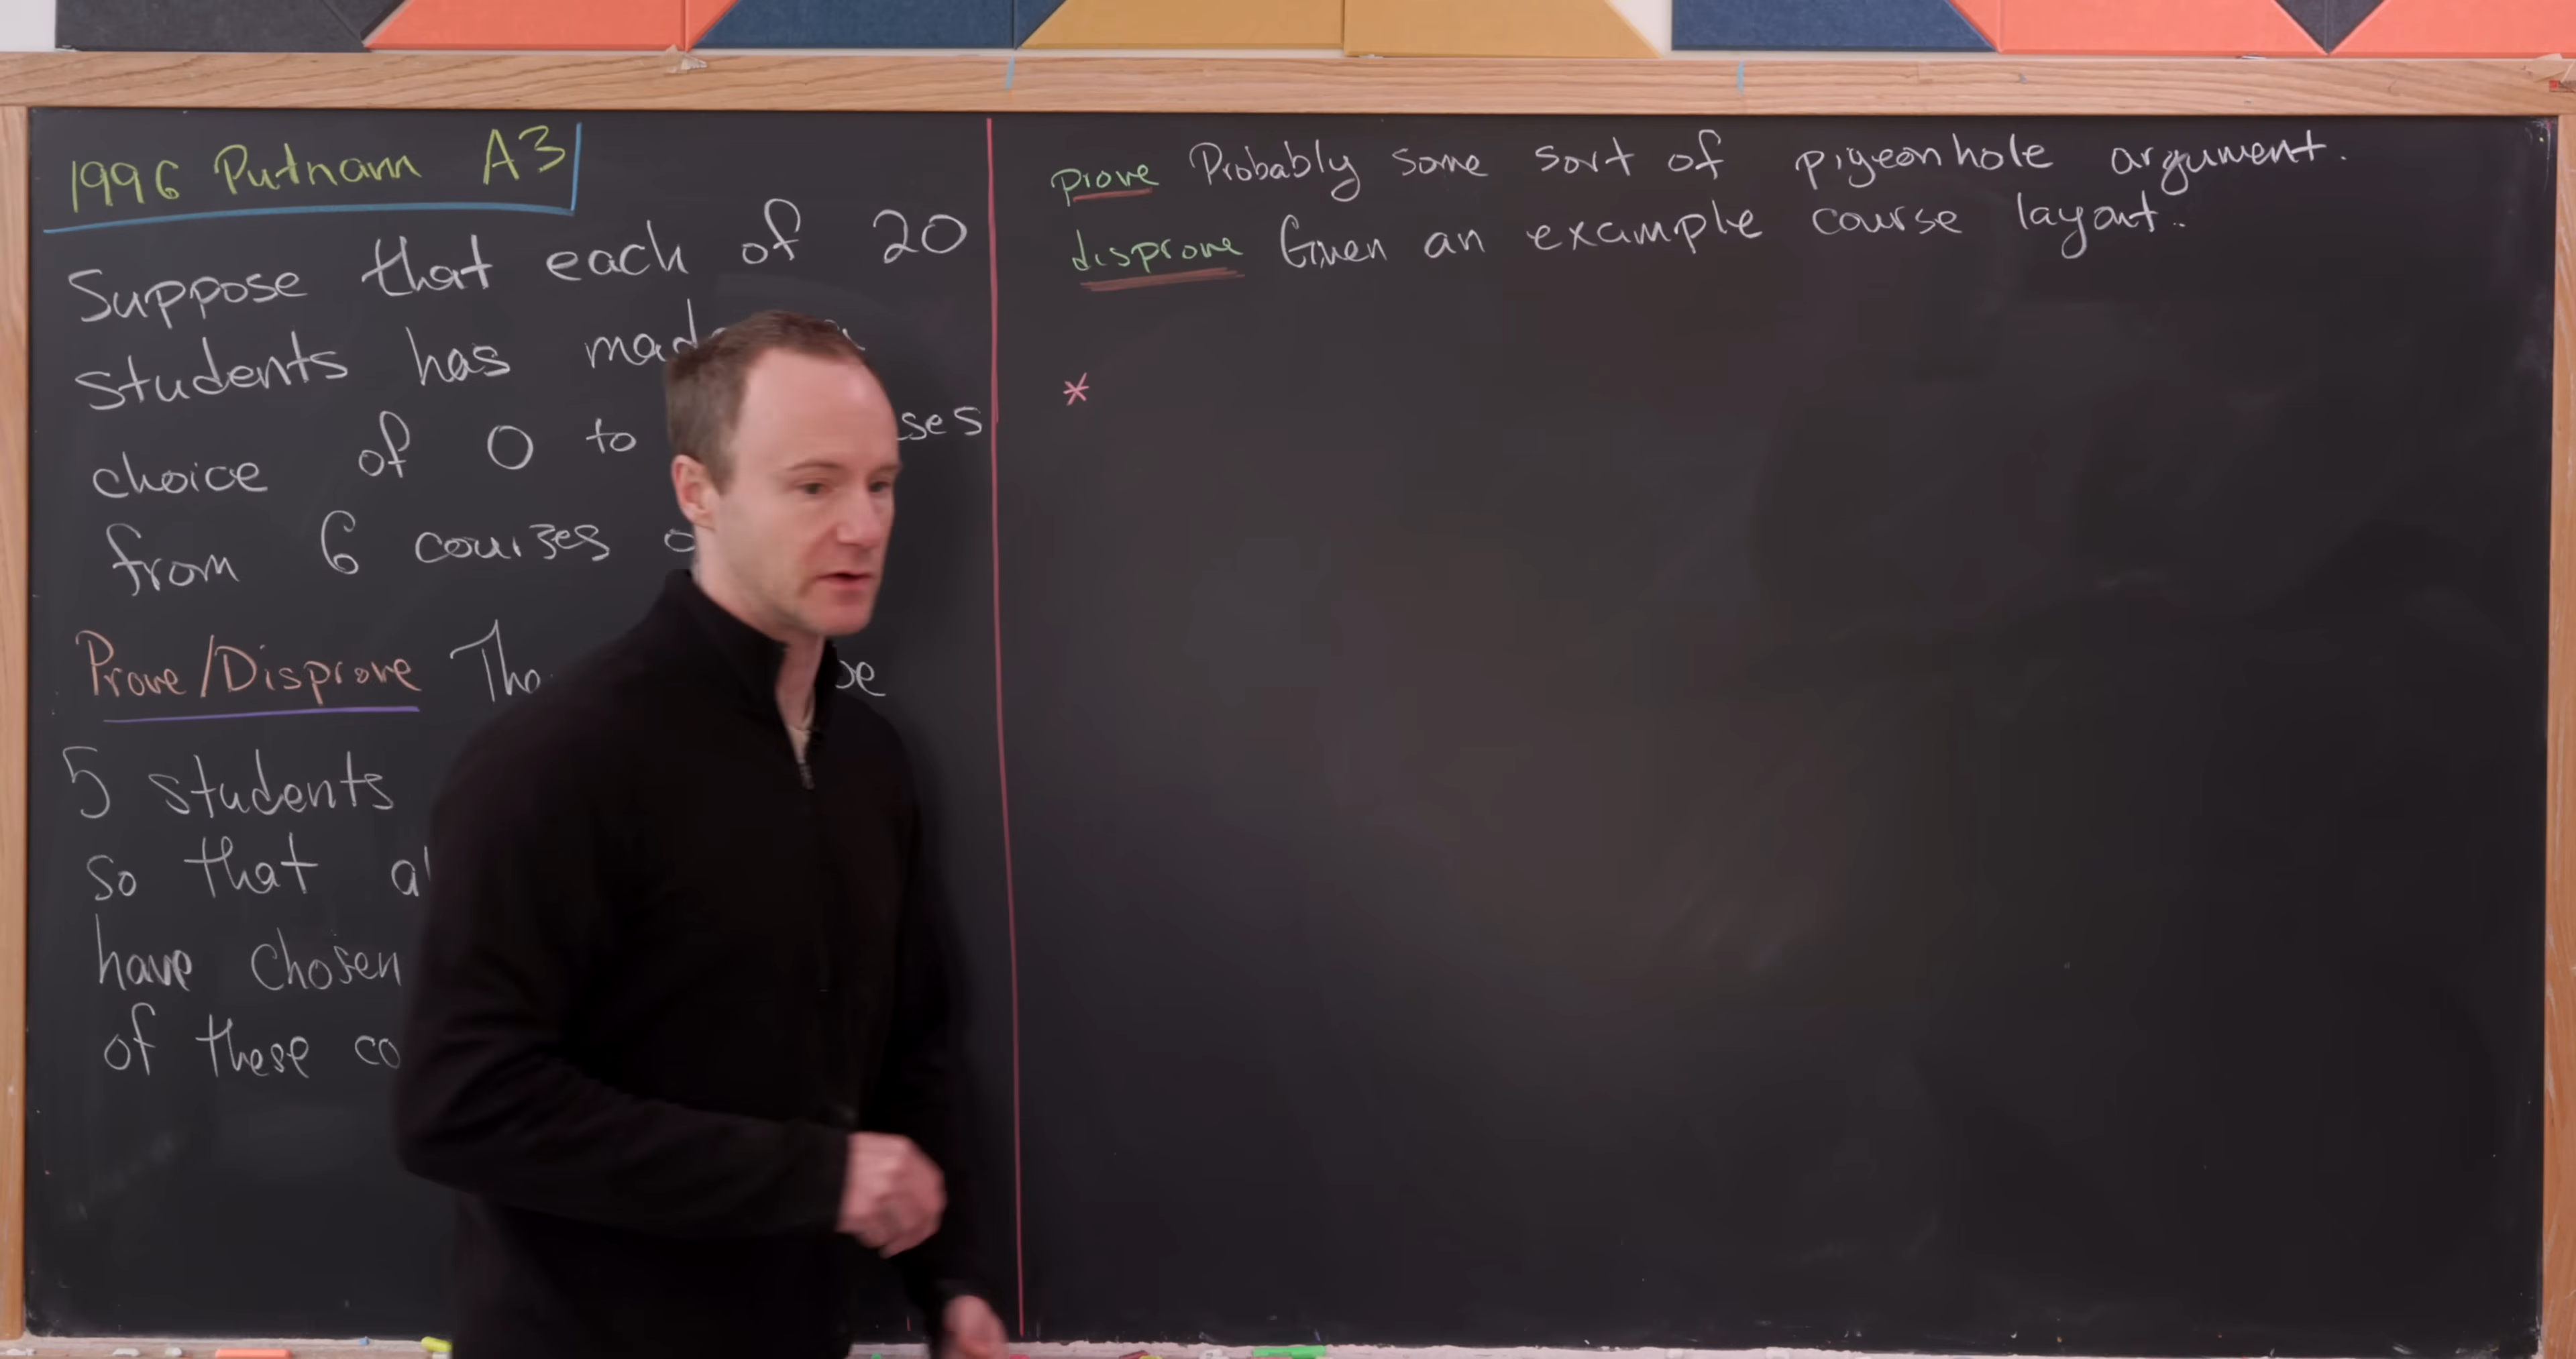 1996 Putnam A3
Suppose that each of 20
students has
choice of 0 to
from 6 courses
Prove/Disprove
5 students
so that
have chosen
of these
prove Probably some sort of pigeonhole argument.
disprove Given an example course layout.
*